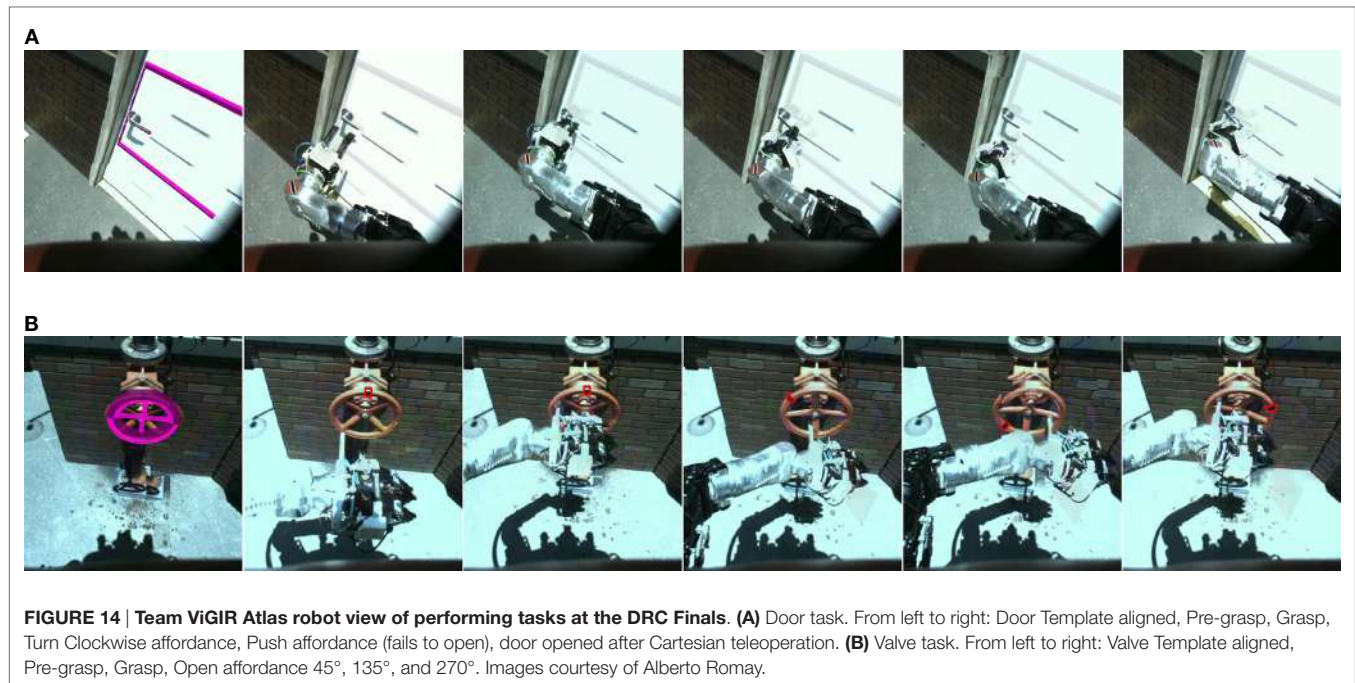 A
B
FIGURE 14 | Team ViGIR Atlas robot view of performing tasks at the DRC Finals. (A) Door task. From left to right: Door Template aligned, Pre-grasp, Grasp,
Turn Clockwise affordance, Push affordance (fails to open), door opened after Cartesian teleoperation. (B) Valve task. From left to right: Valve Template aligned,
Pre-grasp, Grasp, Open affordance 45°, 135°, and 270°. Images courtesy of Alberto Romay.